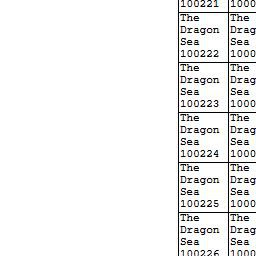 100221 1000
The The
Dragon Drag
Sea Sea
100222 1000
The The
Dragon Drag
Sea Sea
100223 1000
The The
Dragon Drag
Sea Sea
100224 1000
The The
Dragon Drag
Sea Sea
100225 1000
The The
Dragon Drag
Sea Sea
100226 1000